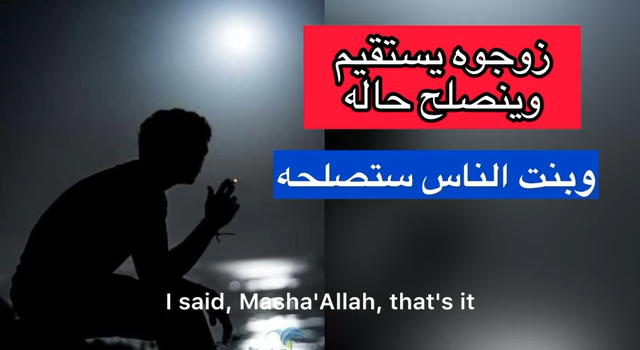 زوجوه يستقيم
وينصلح حاله
وبنت الناس ستصلحه
I said, Masha'Allah, that's it